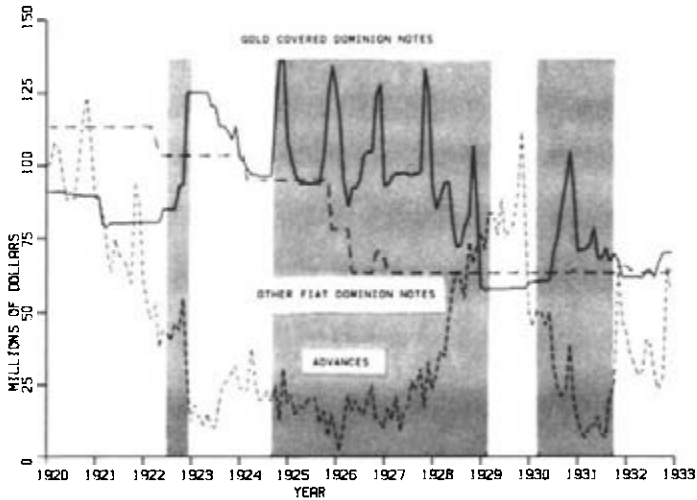 150
GOLD COVERED DOMINION NOTES
125
100
75
50
25
0
MILLIONS OF DOLLARS
OTHER FIAT DOMINION NOTES
ADVANCES
1920 1921 1922 1923 1924 1925 1926 1927 1928 1929 1930 1931 1932 1933
YEAR